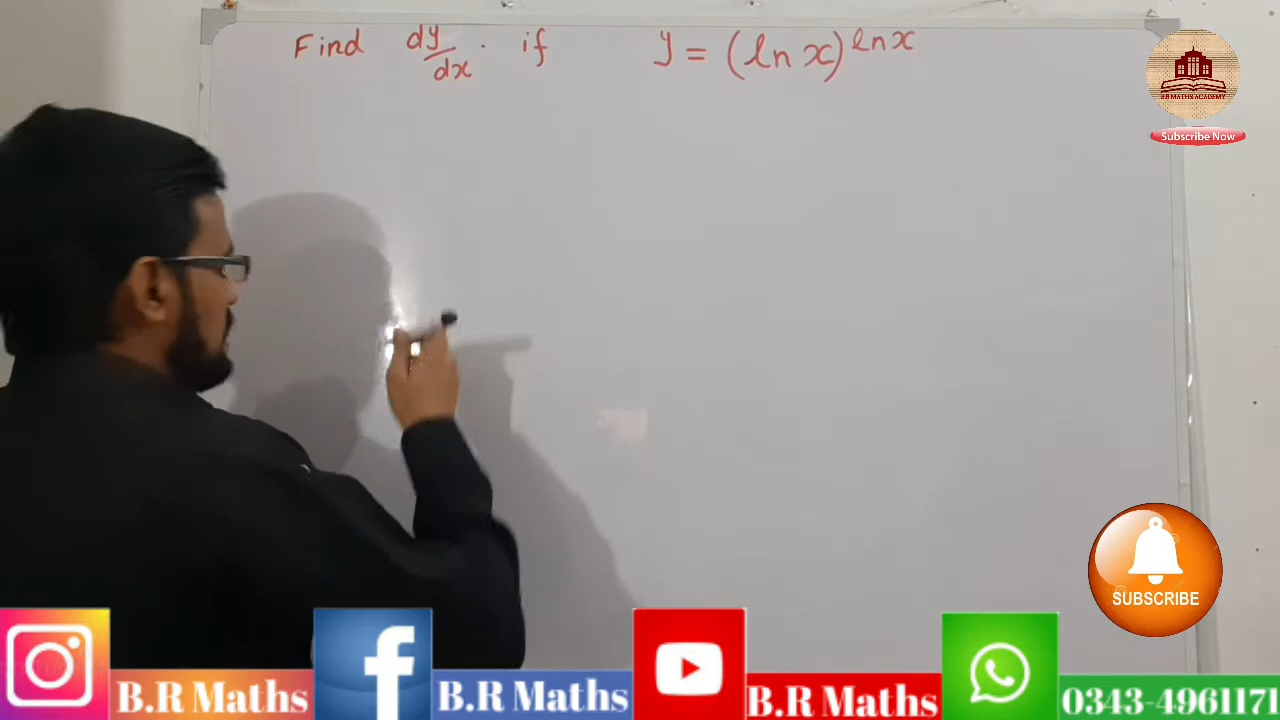 Find dy/dx . if y = (ln x)^ln x
B.R MATHS ACADEMY
Subscribe Now
SUBSCRIBE
B.R Maths
B.R Maths
B.R Maths
0343-4961171